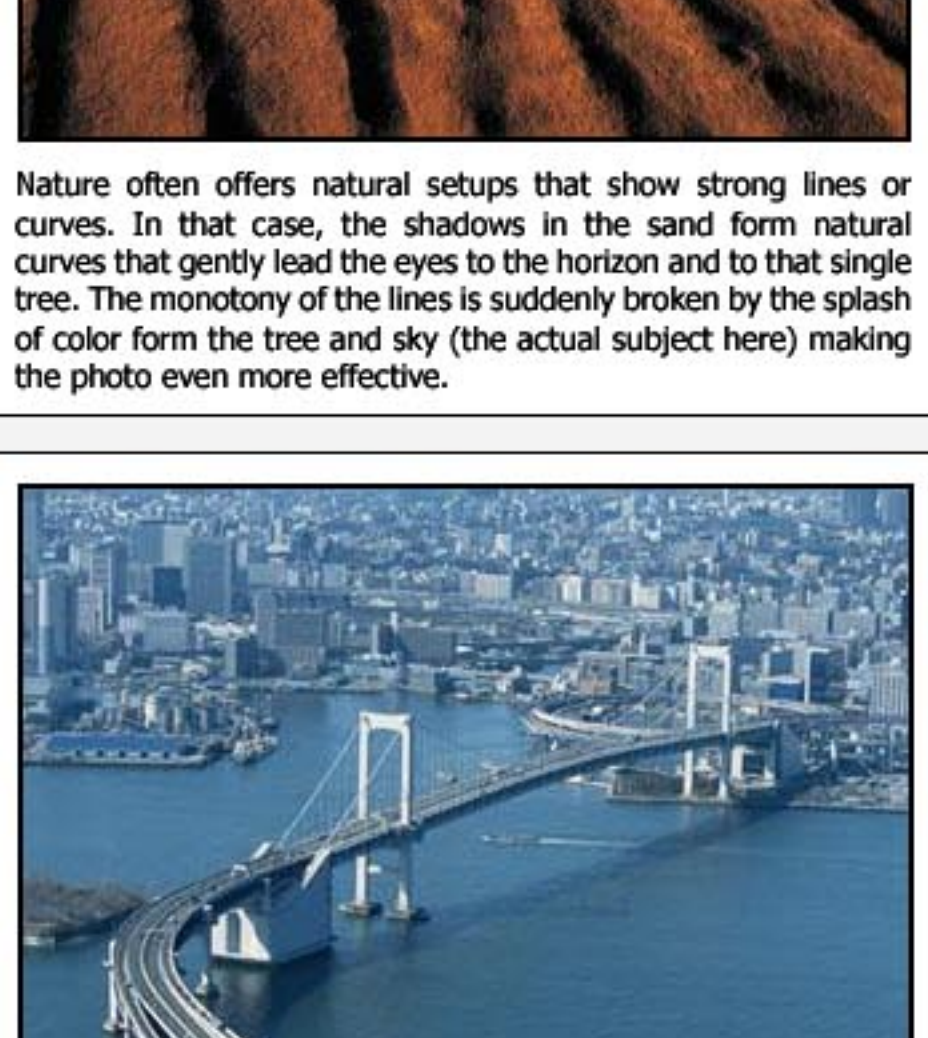 Nature often offers natural setups that show strong lines or
curves. In that case, the shadows in the sand form natural
curves that gently lead the eyes to the horizon and to that single
tree. The monotony of the lines is suddenly broken by the splash
of color form the tree and sky (the actual subject here) making
the photo even more effective.